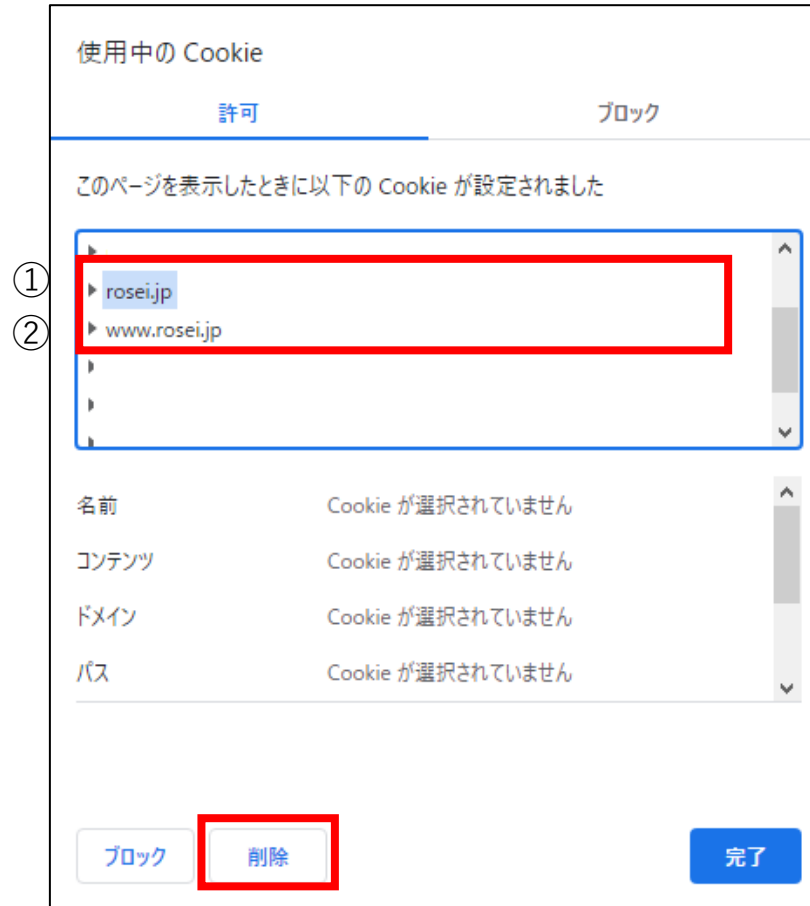 使用中の Cookie
許可 ブロック
このページを表示したときに以下の Cookie が設定されました
① rosei.jp
② www.rosei.jp
名前 Cookie が選択されていません
コンテンツ Cookie が選択されていません
ドメイン Cookie が選択されていません
パス Cookie が選択されていません
ブロック 削除 完了